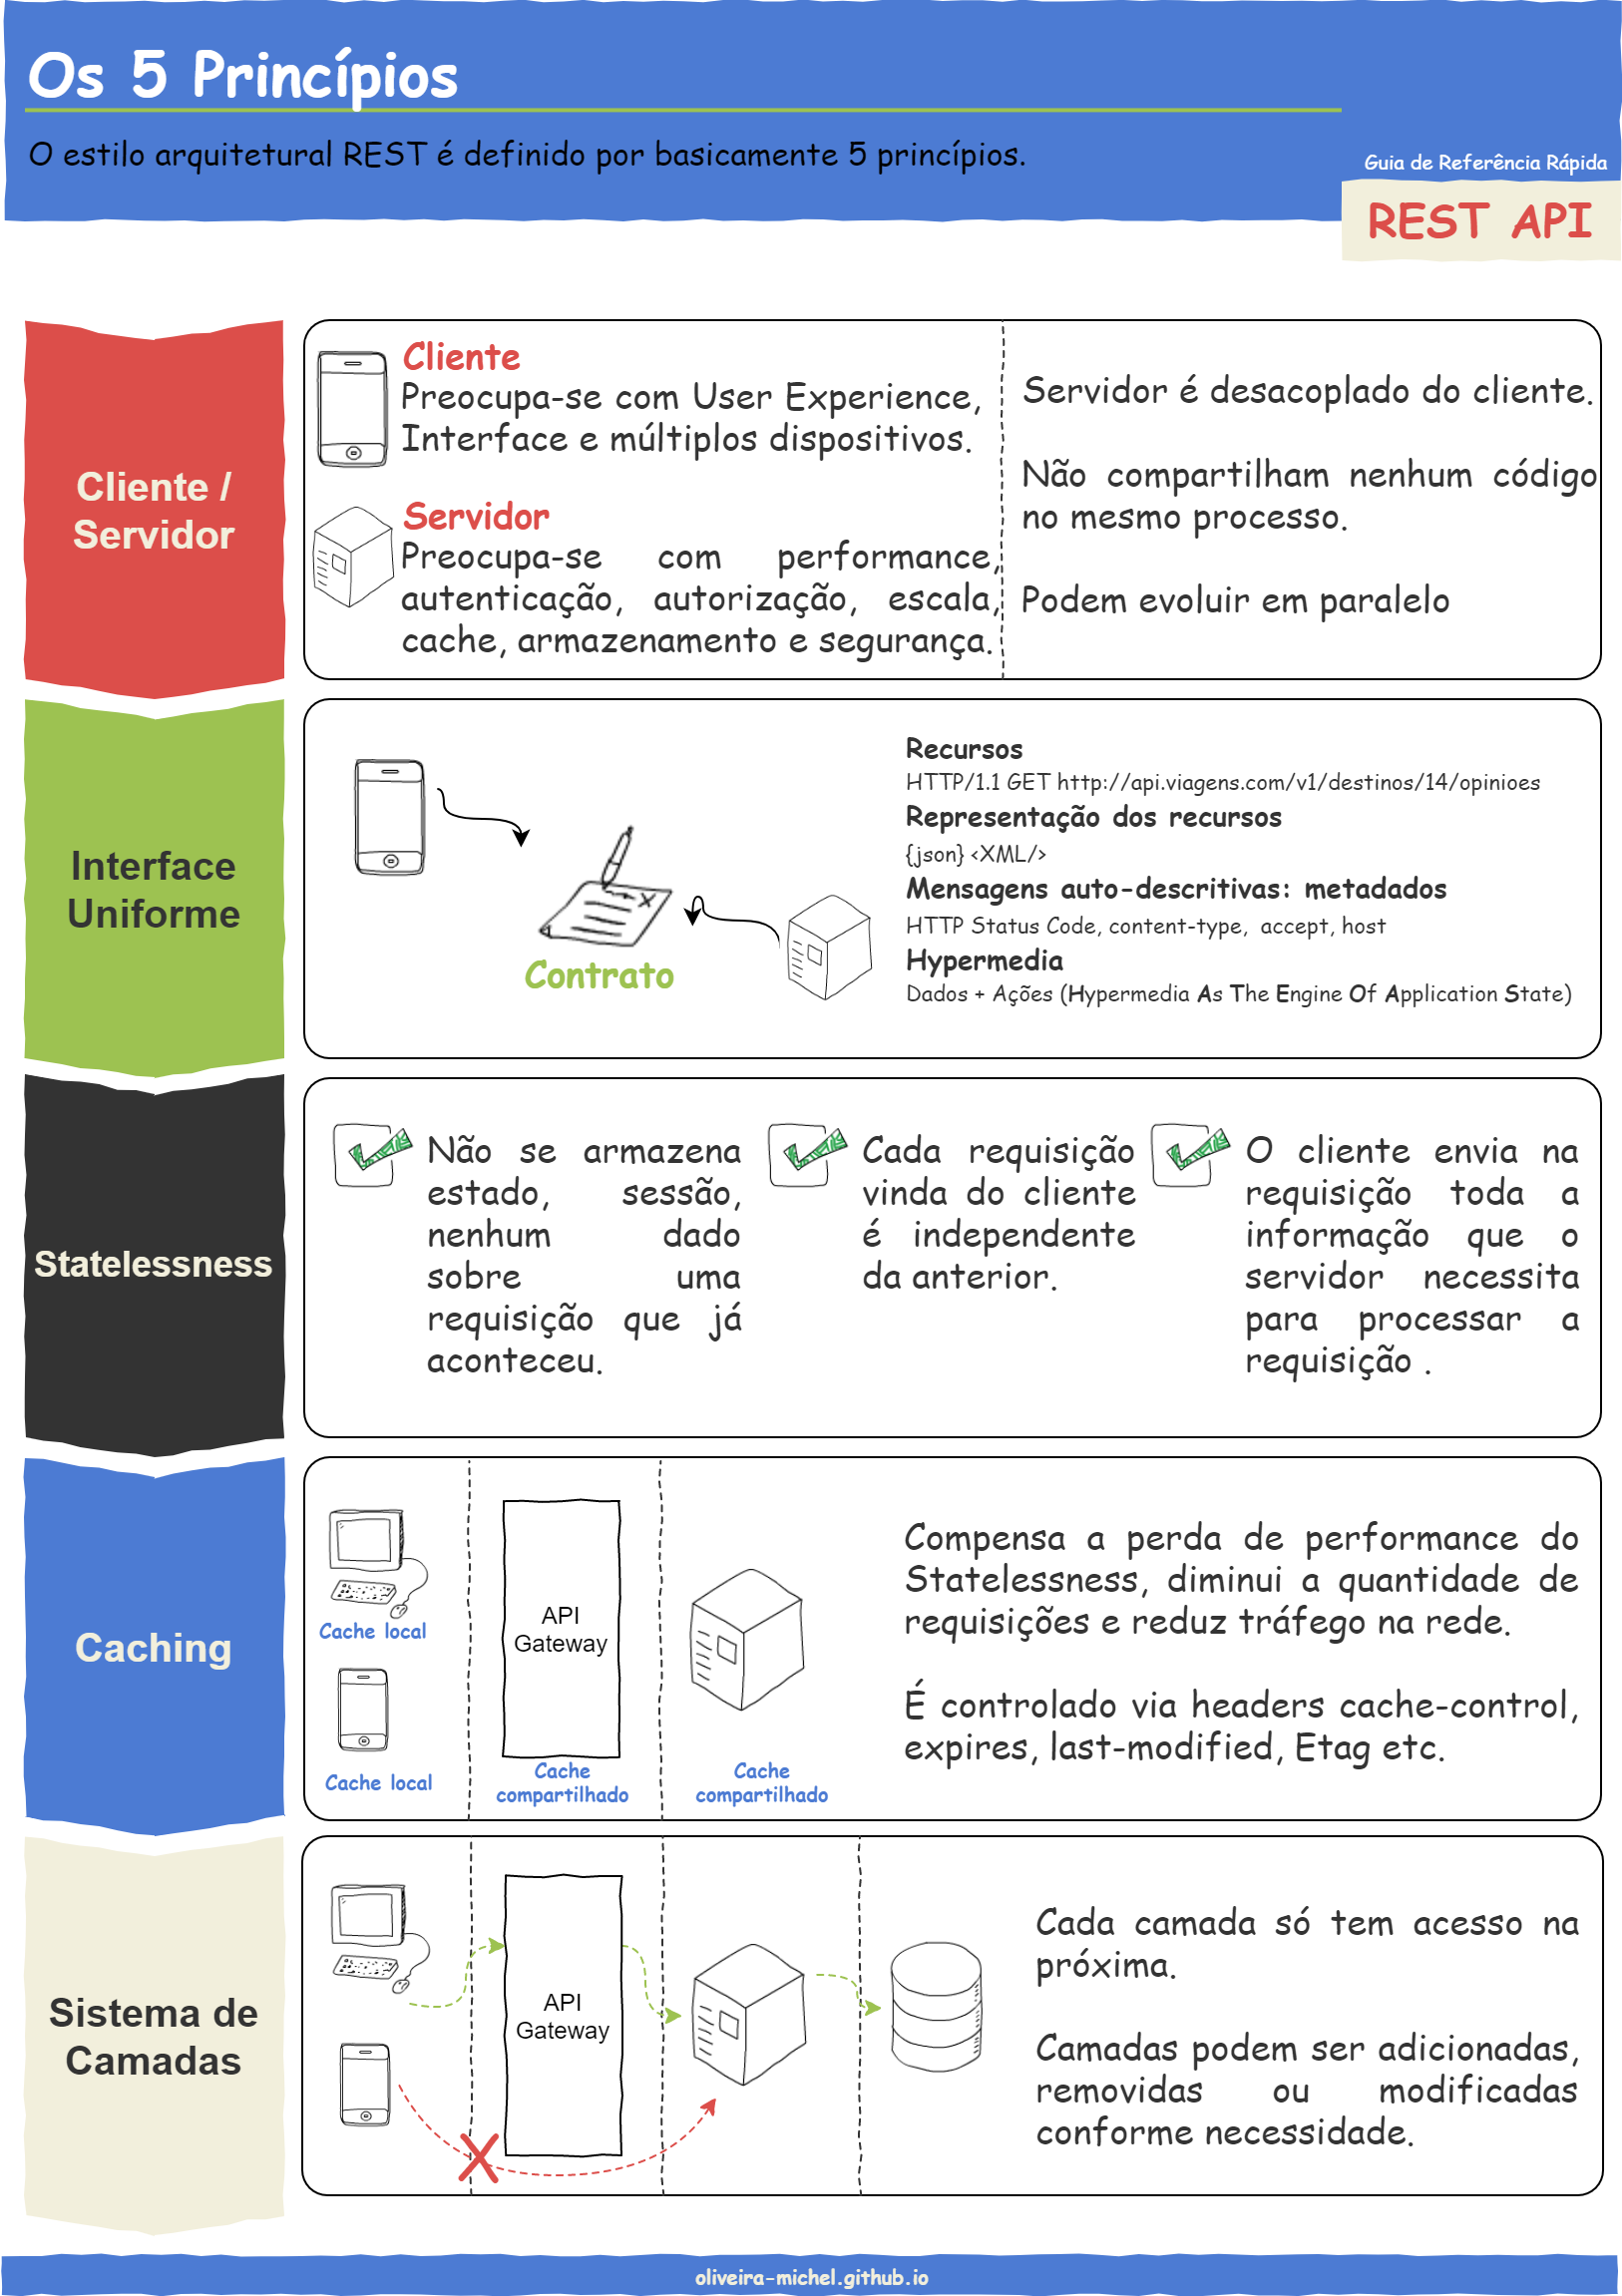 Os 5 Princípios
O estilo arquitetural REST é definido por basicamente 5 princípios.
Guia de Referência Rápida
REST API
Cliente /
Servidor
Cliente
Preocupa-se com User Experience,
Interface e múltiplos dispositivos.
Servidor
Preocupa-se com performance,
autenticação, autorização, escala,
cache, armazenamento e segurança.
Servidor é desacoplado do cliente.
Não compartilham nenhum código
no mesmo processo.
Podem evoluir em paralelo
Interface
Uniforme
Contrato
Recursos
HTTP/1.1 GET http://api.viagens.com/v1/destinos/14/opinioes
Representação dos recursos
{json} <XML/>
Mensagens auto-descritivas: metadados
HTTP Status Code, content-type, accept, host
Hypermedia
Dados + Ações (Hypermedia As The Engine Of Application State)
Statelessness
Não se armazena
estado, sessão,
nenhum dado
sobre uma
requisição que já
aconteceu.
Cada requisição
vinda do cliente
é independente
da anterior.
O cliente envia na
requisição toda a
informação que o
servidor necessita
para processar a
requisição .
Caching
Cache local
Cache local
API
Gateway
Cache
compartilhado
Cache
compartilhado
Compensa a perda de performance do
Statelessness, diminui a quantidade de
requisições e reduz tráfego na rede.
É controlado via headers cache-control,
expires, last-modified, Etag etc.
Sistema de
Camadas
API
Gateway
Cada camada só tem acesso na
próxima.
Camadas podem ser adicionadas,
removidas ou modificadas
conforme necessidade.
oliveira-michel.github.io